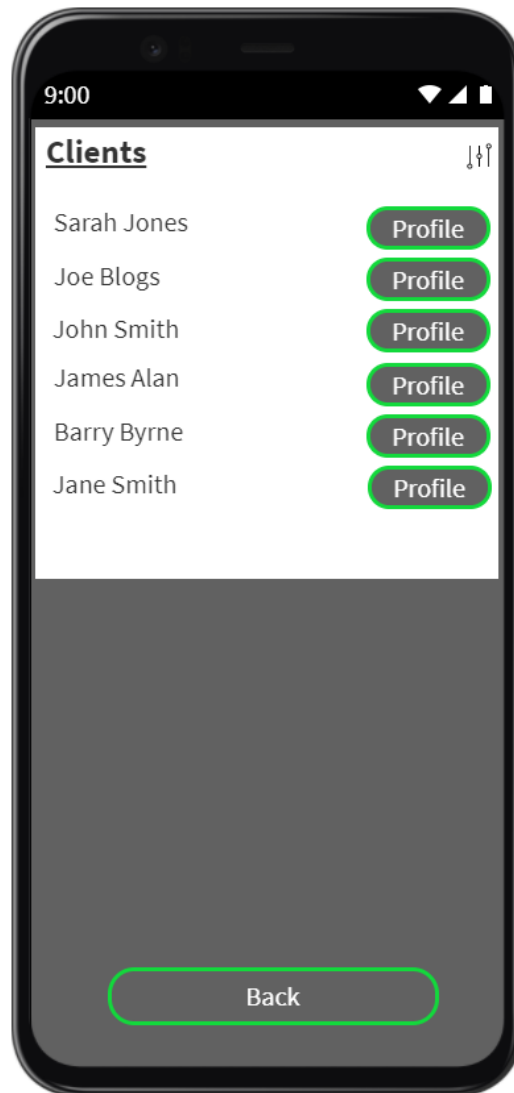 9:00
Clients
Sarah Jones Profile
Joe Blogs Profile
John Smith Profile
James Alan Profile
Barry Byrne Profile
Jane Smith Profile
Back